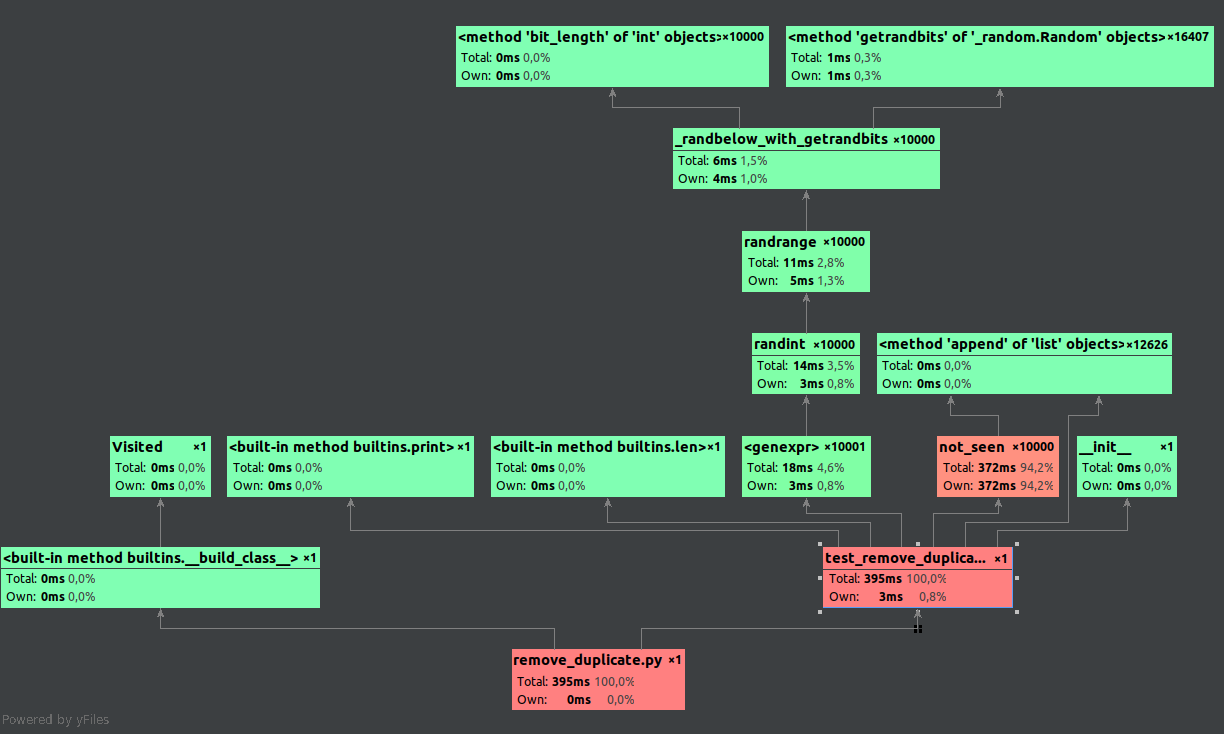 <method 'bit_length' of 'int' objects> ×10000
Total: 0ms 0,0%
Own: 0ms 0,0%
<method 'getrandbits' of '_random.Random' objects> ×16407
Total: 1ms 0,3%
Own: 1ms 0,3%
_randbelow_with_getrandbits ×10000
Total: 6ms 1,5%
Own: 4ms 1,0%
randrange ×10000
Total: 11ms 2,8%
Own: 5ms 1,3%
randint ×10000
Total: 14ms 3,5%
Own: 3ms 0,8%
<method 'append' of 'list' objects> ×12626
Total: 0ms 0,0%
Own: 0ms 0,0%
Visited ×1
Total: 0ms 0,0%
Own: 0ms 0,0%
<built-in method builtins.print> ×1
Total: 0ms 0,0%
Own: 0ms 0,0%
<built-in method builtins.len> ×1
Total: 0ms 0,0%
Own: 0ms 0,0%
<genexpr> ×10001
Total: 18ms 4,6%
Own: 3ms 0,8%
not_seen ×10000
Total: 372ms 94,2%
Own: 372ms 94,2%
__init__ ×1
Total: 0ms 0,0%
Own: 0ms 0,0%
<built-in method builtins.__build_class__> ×1
Total: 0ms 0,0%
Own: 0ms 0,0%
test_remove_duplica... ×1
Total: 395ms 100,0%
Own: 3ms 0,8%
remove_duplicate.py ×1
Total: 395ms 100,0%
Own: 0ms 0,0%
Powered by yFiles